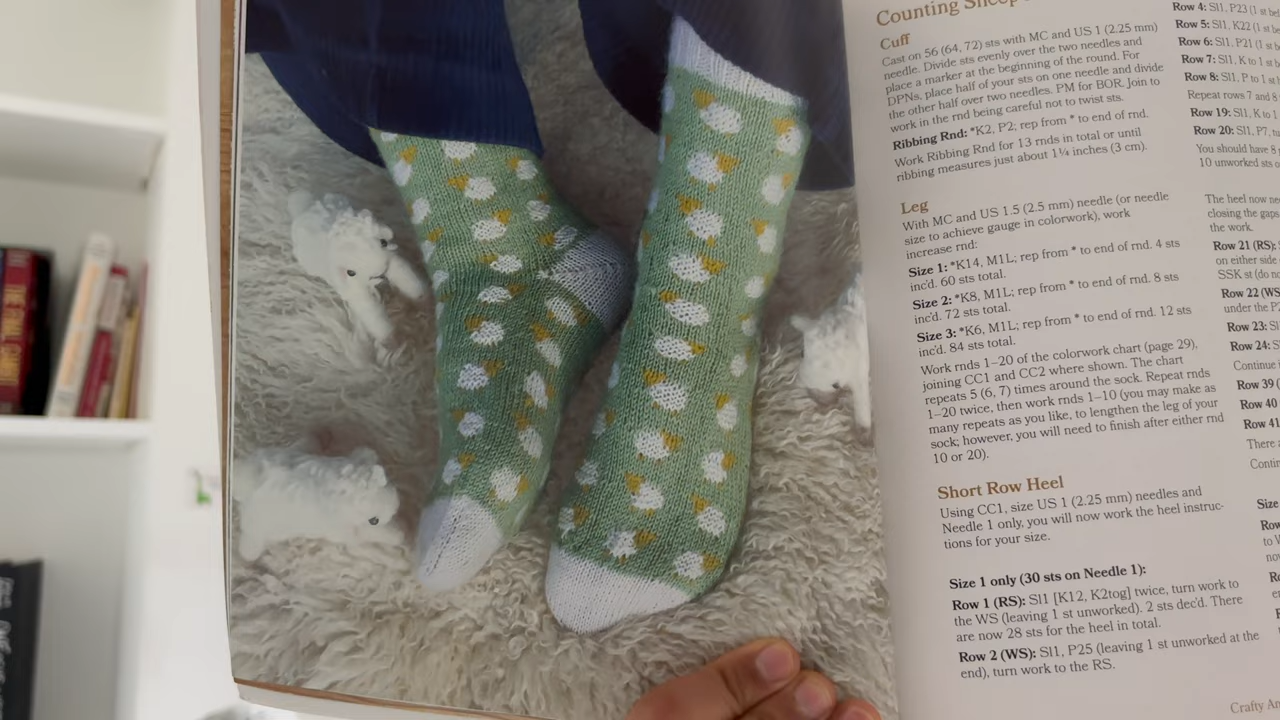 Counting Sheep
Cuff
Cast on 56 (64, 72) sts with MC and US 1 (2.25 mm)
needle. Divide sts evenly over the two needles and
place a marker at the beginning of the round. For
DPNs, place half of your sts on one needle and divide
the other half over two needles. PM for BOR. Join to
work in the rnd being careful not to twist sts.
Ribbing Rnd: *K2, P2; rep from * to end of rnd.
Work Ribbing Rnd for 13 rnds in total or until
ribbing measures just about 1¼ inches (3 cm).
Leg
With MC and US 1.5 (2.5 mm) needle (or needle
size to achieve gauge in colorwork), work
increase rnd:
Size 1: *K14, M1L; rep from * to end of rnd. 4 sts
inc'd. 60 sts total.
Size 2: *K8, M1L; rep from * to end of rnd. 8 sts
inc'd. 72 sts total.
Size 3: *K6, M1L; rep from * to end of rnd. 12 sts
inc'd. 84 sts total.
Work rnds 1–20 of the colorwork chart (page 29),
joining CC1 and CC2 where shown. The chart
repeats 5 (6, 7) times around the sock. Repeat rnds
1–20 twice, then work rnds 1–10 (you may make as
many repeats as you like, to lengthen the leg of your
sock; however, you will need to finish after either rnd
10 or 20).
Short Row Heel
Using CC1, size US 1 (2.25 mm) needles and
Needle 1 only, you will now work the heel instruc-
tions for your size.
Size 1 only (30 sts on Needle 1):
Row 1 (RS): Sl1 [K12, K2tog] twice, turn work to
the WS (leaving 1 st unworked). 2 sts dec'd. There
are now 28 sts for the heel in total.
Row 2 (WS): Sl1, P25 (leaving 1 st unworked at the
end), turn work to the RS.
Row 4: Sl1, P23 (1 st
Row 5: Sl1, K22 (1 st
Row 6: Sl1, P21 (1 st
Row 7: Sl1, K to 1 st
Row 8: Sl1, P to 1 st
Repeat rows 7 and 8
Row 19: Sl1, K to 1
Row 20: Sl1, P7, t
You should have 8
10 unworked sts
The heel now
closing the gaps
the work.
Row 21 (RS):
on either side
SSK st (do
Row 22 (WS
under the
Row 23:
Row 24:
Continue
Row 39
Row 40
Row 41
There
Size
to
Crafty
THE FINAL